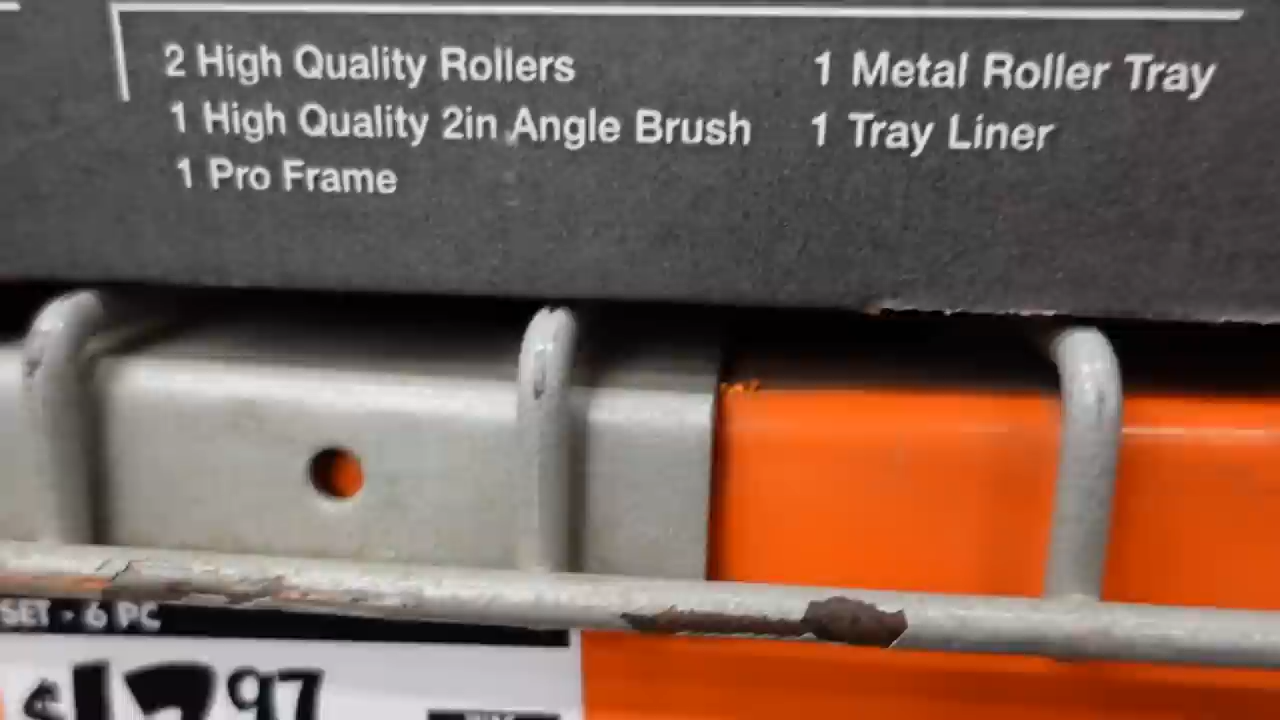 2 High Quality Rollers
1 High Quality 2in Angle Brush
1 Pro Frame
1 Metal Roller Tray
1 Tray Liner
SET - 6 PC
$17 97